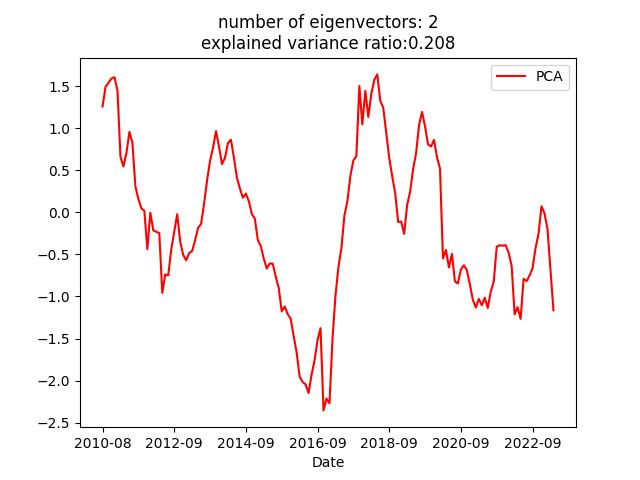 number of eigenvectors: 2
explained variance ratio:0.208
PCA
1.5
1.0
0.5
0.0
−0.5
−1.0
−1.5
−2.0
−2.5
2010-08 2012-09 2014-09 2016-09 2018-09 2020-09 2022-09
Date